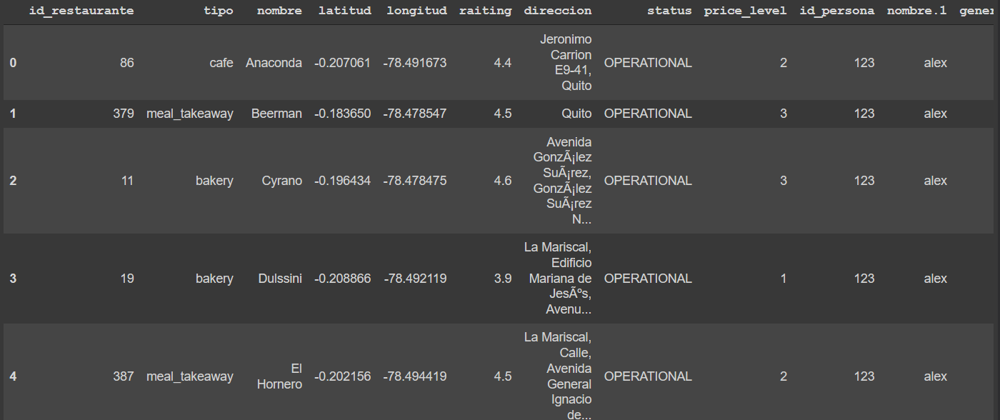 id_restaurante tipo nombre latitud longitud raiting direccion status price_level id_persona nombre.1 gener
0 86 cafe Anaconda -0.207061 -78.491673 4.4 Jeronimo Carrion E9-41, Quito OPERATIONAL 2 123 alex
1 379 meal_takeaway Beerman -0.183650 -78.478547 4.5 Quito OPERATIONAL 3 123 alex
2 11 bakery Cyrano -0.196434 -78.478475 4.6 Avenida GonzÃ¡lez SuÃ¡rez, GonzÃ¡lez SuÃ¡rez N... OPERATIONAL 3 123 alex
3 19 bakery Dulssini -0.208866 -78.492119 3.9 La Mariscal, Edificio Mariana de JesÃºs, Avenu... OPERATIONAL 1 123 alex
4 387 meal_takeaway El Hornero -0.202156 -78.494419 4.5 La Mariscal, Calle, Avenida General Ignacio de... OPERATIONAL 2 123 alex